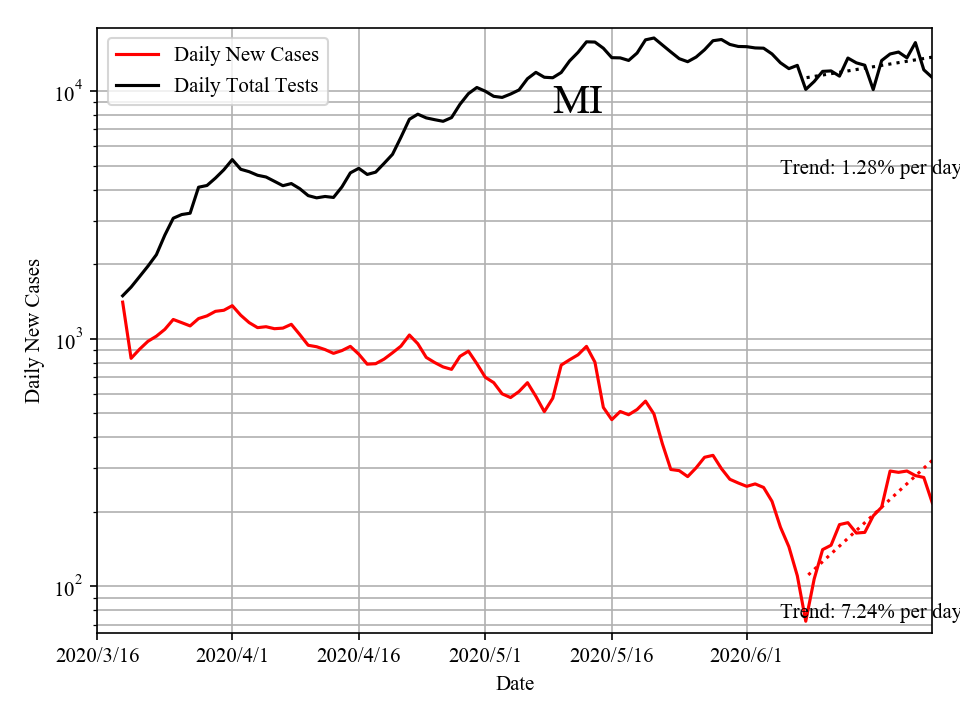 Daily New Cases
Daily Total Tests
MI
10^4
Trend: 1.28% per day
10^3
Daily New Cases
10^2
Trend: 7.24% per day
2020/3/16 2020/4/1 2020/4/16 2020/5/1 2020/5/16 2020/6/1
Date